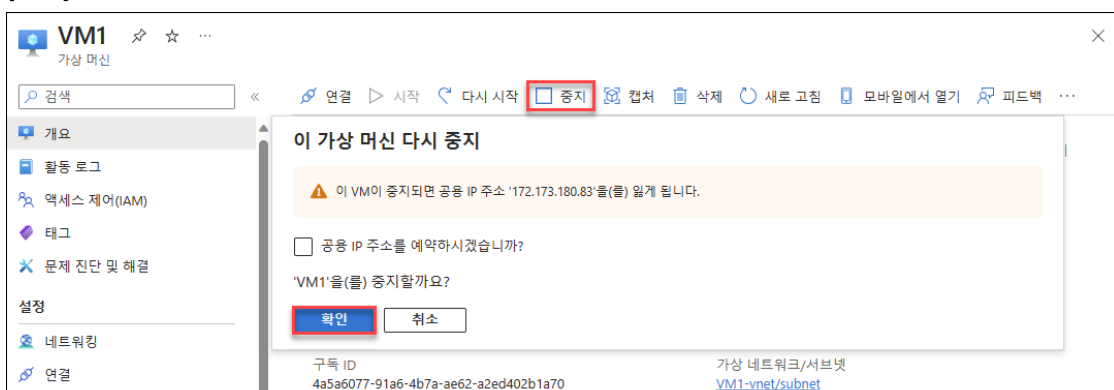 VM1
가상 머신
검색
연결 시작 다시 시작 중지 캡처 삭제 새로 고침 모바일에서 열기 피드백
개요
활동 로그
액세스 제어(IAM)
태그
문제 진단 및 해결
설정
네트워킹
연결
이 가상 머신 다시 중지
이 VM이 중지되면 공용 IP 주소 '172.173.180.83'을(를) 잃게 됩니다.
공용 IP 주소를 예약하시겠습니까?
'VM1'을(를) 중지할까요?
확인 취소
구독 ID
4a5a6077-91a6-4b7a-ae62-a2ed402b1a70
가상 네트워크/서브넷
VM1-vnet/subnet